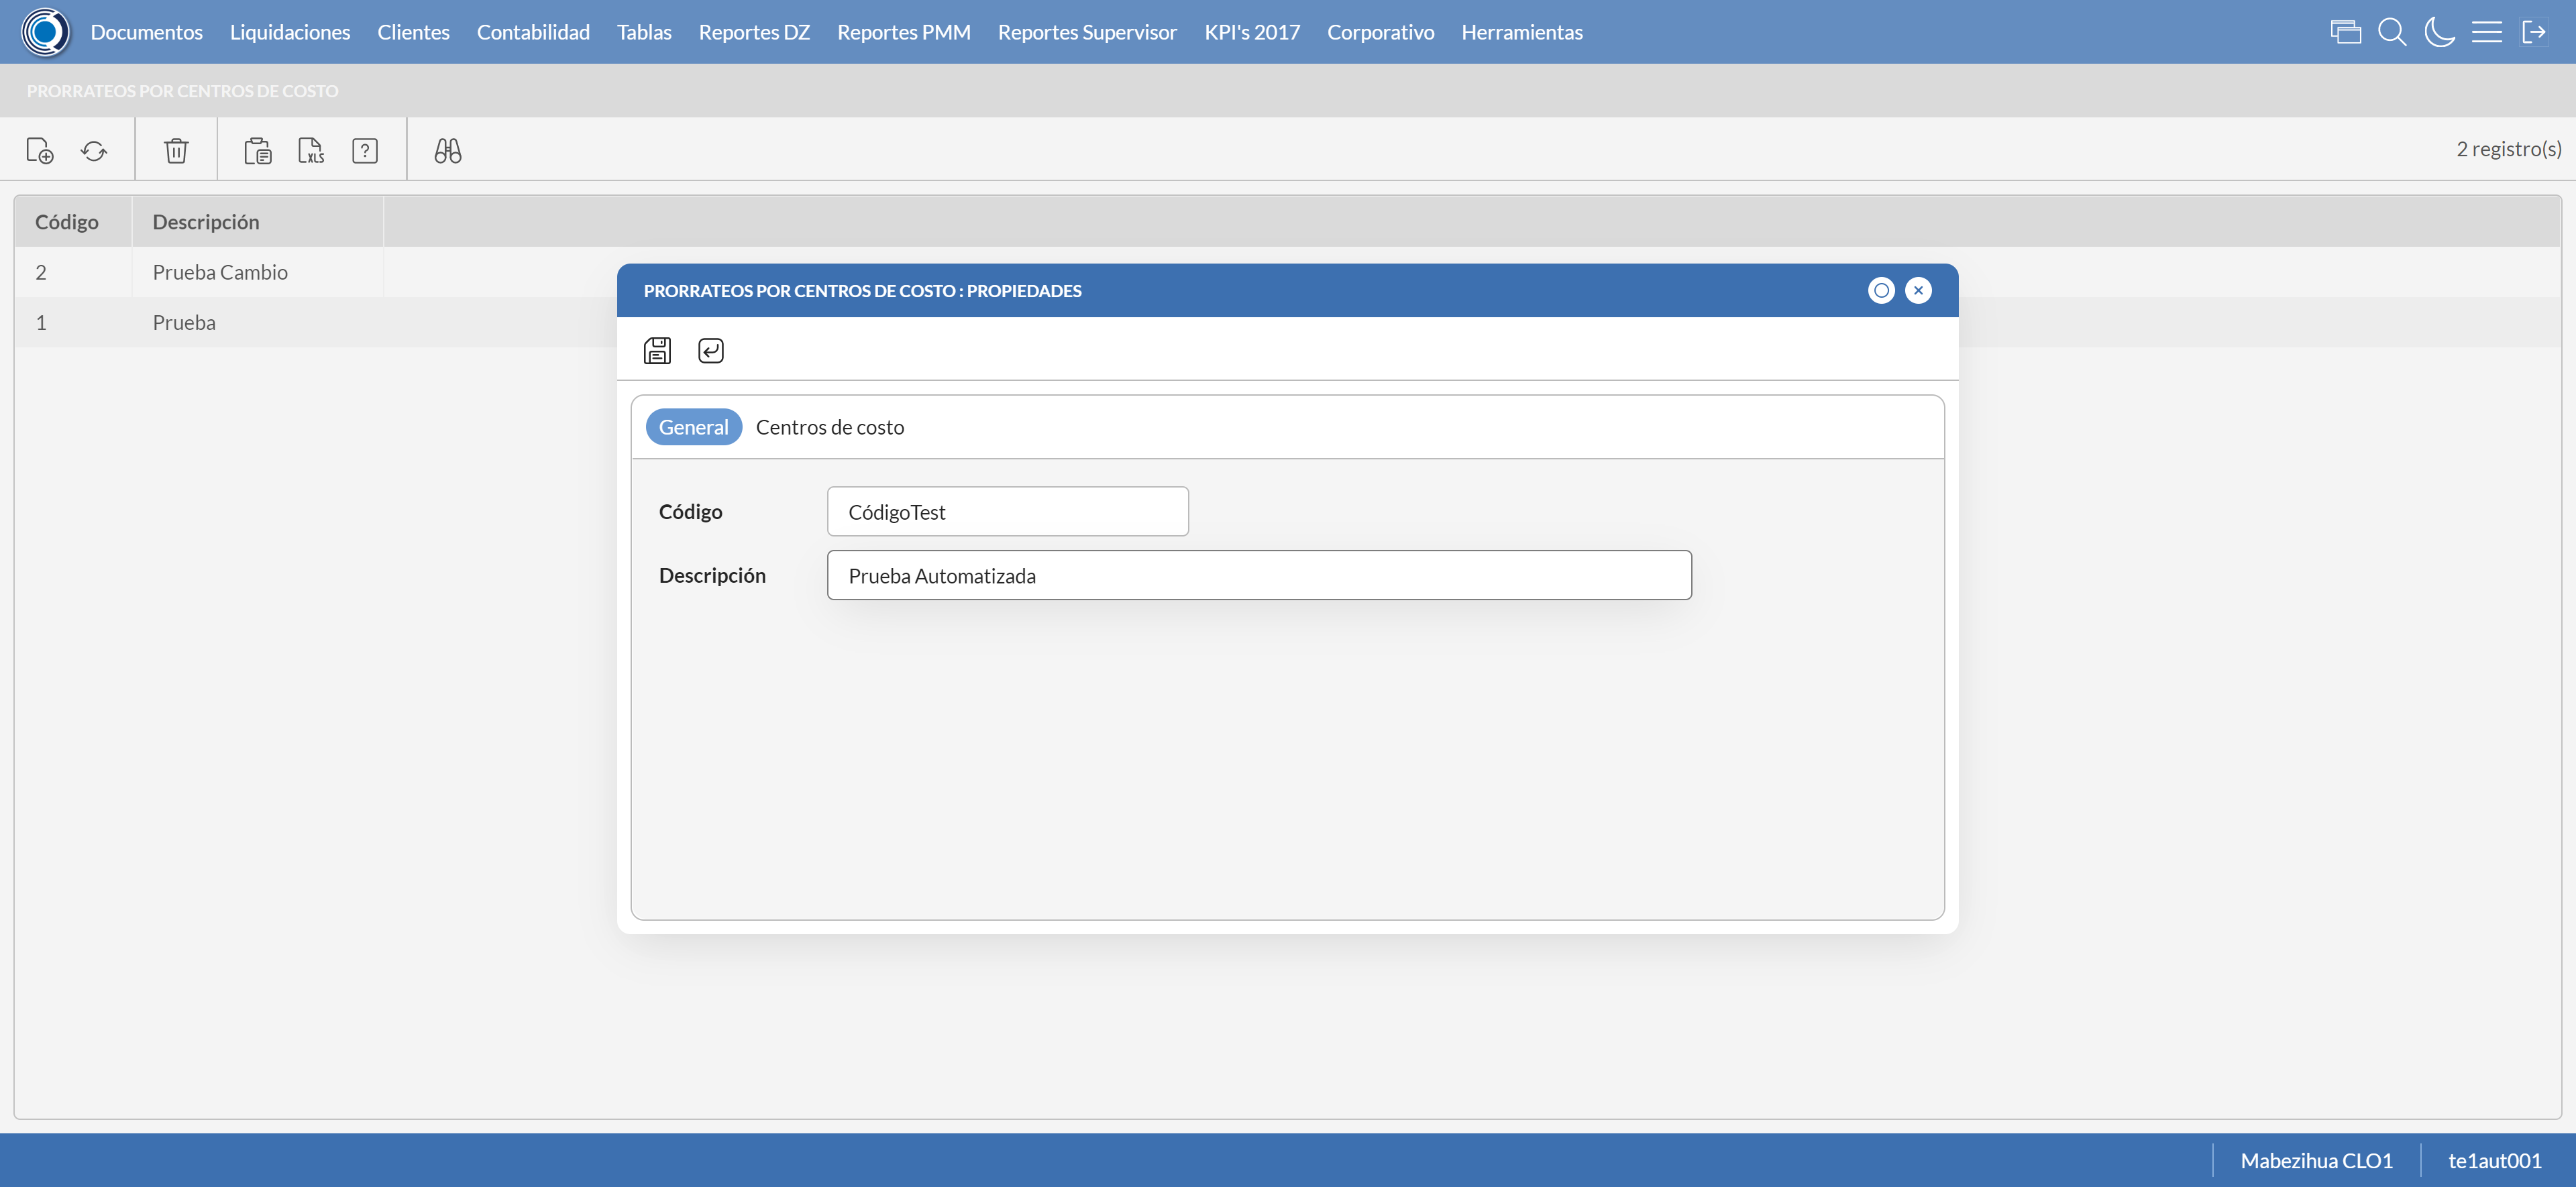 Documentos Liquidaciones Clientes Contabilidad Tablas Reportes DZ Reportes PMM Reportes Supervisor KPI's 2017 Corporativo Herramientas
PRORRATEOS POR CENTROS DE COSTO
XLS ? 2 registro(s)
Código Descripción
2 Prueba Cambio
1 Prueba
PRORRATEOS POR CENTROS DE COSTO : PROPIEDADES
General Centros de costo
Código CódigoTest
Descripción Prueba Automatizada
Mabezihua CLO1 te1aut001